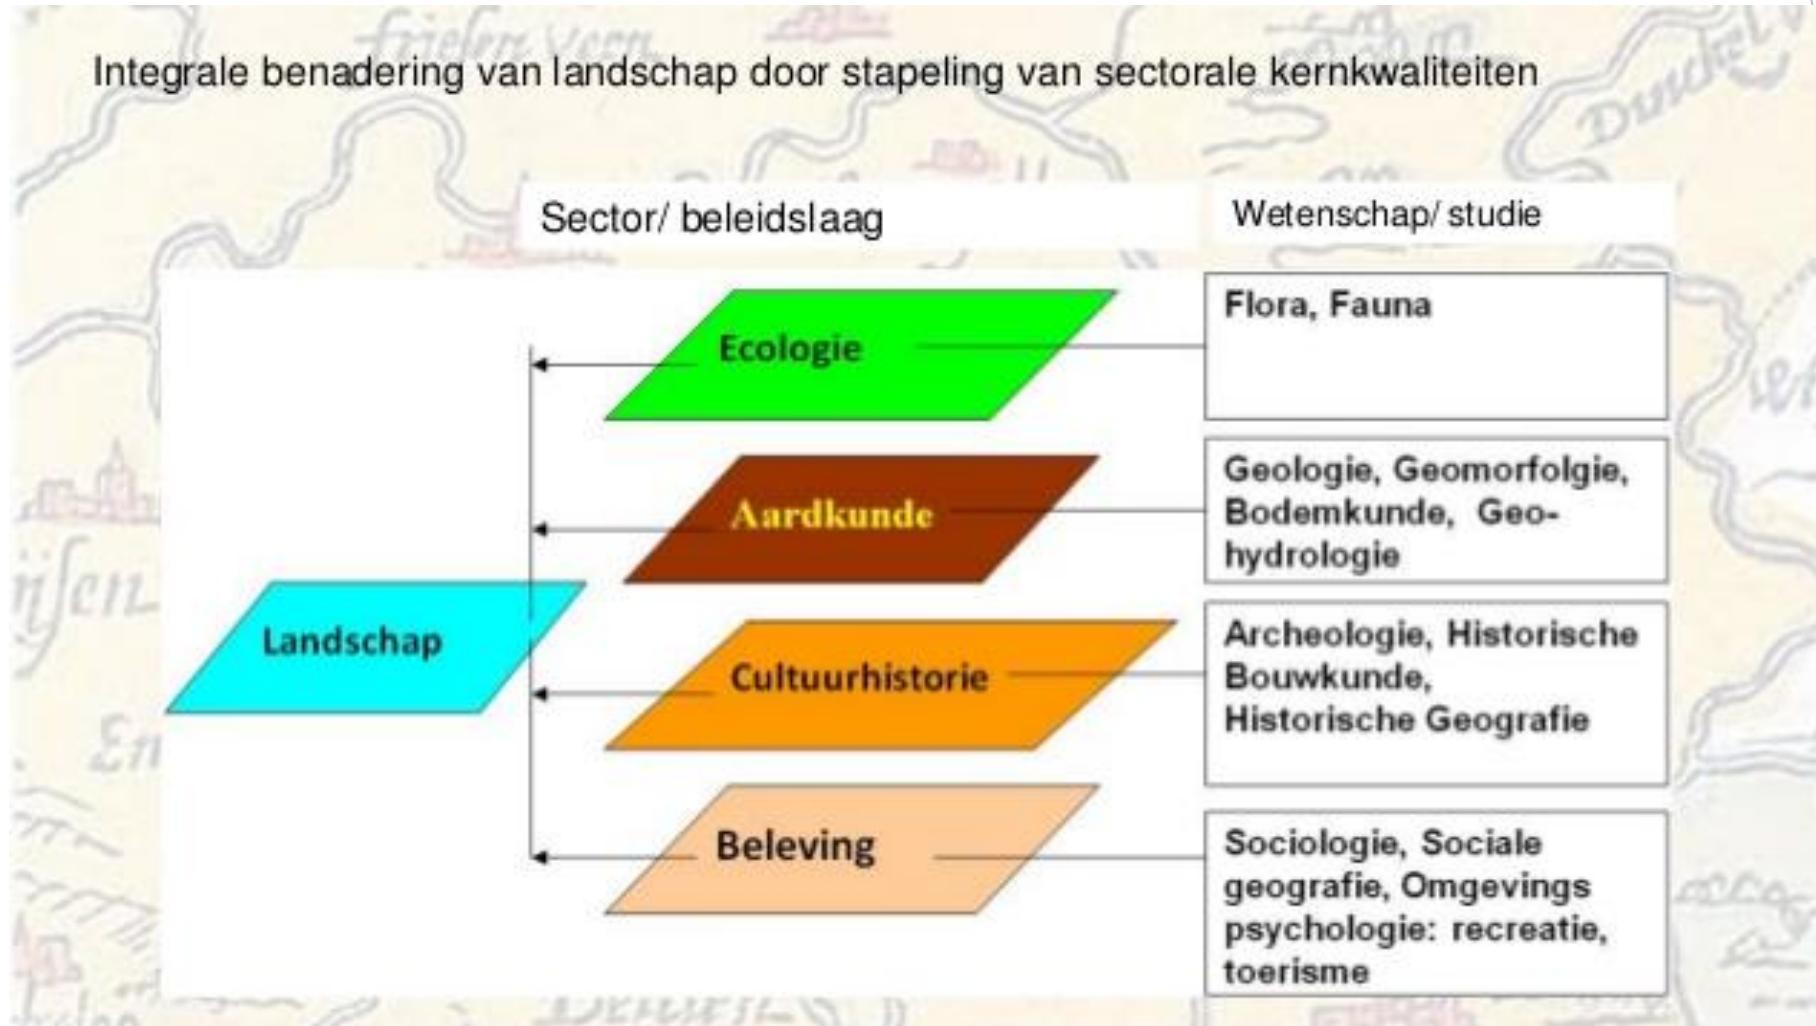 Integrale benadering van landschap door stapeling van sectorale kernkwaliteiten
Sector/ beleidslaag
Wetenschap/ studie
Ecologie
Flora, Fauna
Aardkunde
Geologie, Geomorfolgie,
Bodemkunde, Geo-
hydrologie
Landschap
Cultuurhistorie
Archeologie, Historische
Bouwkunde,
Historische Geografie
Beleving
Sociologie, Sociale
geografie, Omgevings
psychologie: recreatie,
toerisme